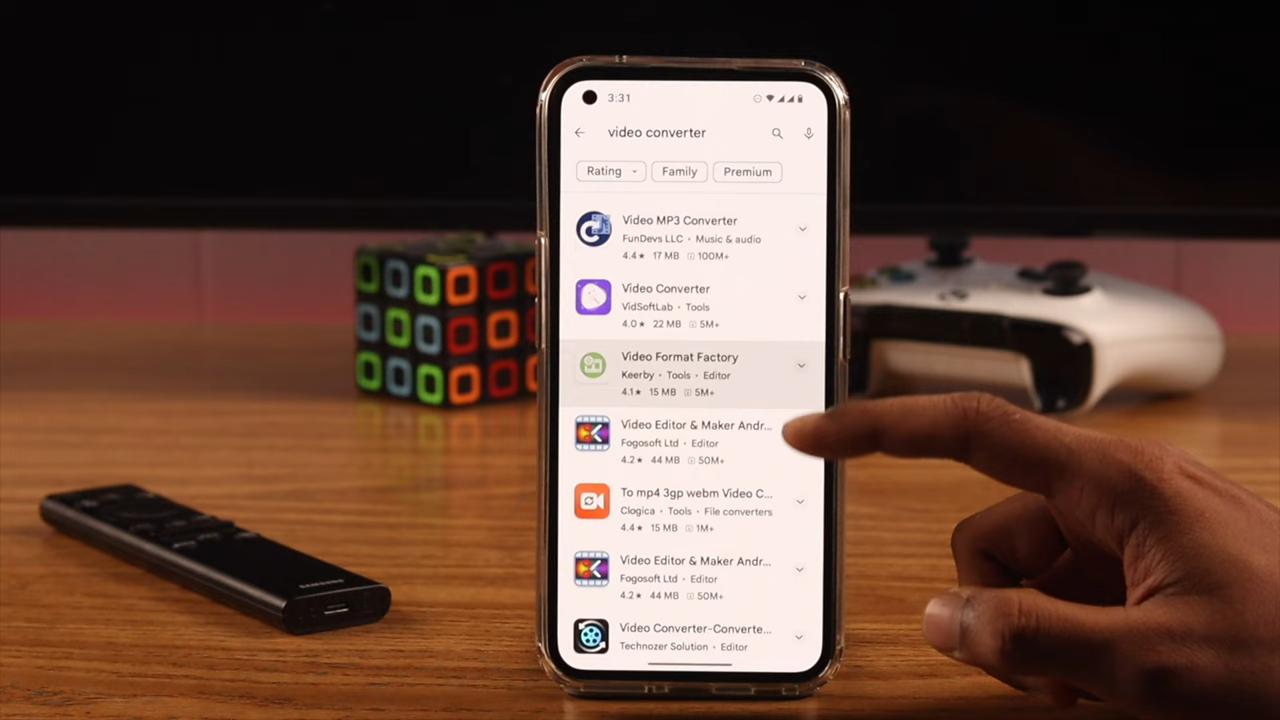 3:31
video converter
Rating
Family
Premium
Video MP3 Converter
FunDevs LLC • Music & audio
4.4★ 17 MB 100M+
Video Converter
VidSoftLab • Tools
4.0★ 22 MB 5M+
Video Format Factory
Keerby • Tools • Editor
4.1★ 15 MB 5M+
Video Editor & Maker Andr...
Fogosoft Ltd • Editor
4.2★ 44 MB 50M+
To mp4 3gp webm Video C...
Clogica • Tools • File converters
4.4★ 15 MB 1M+
Video Editor & Maker Andr...
Fogosoft Ltd • Editor
4.2★ 44 MB 50M+
Video Converter-Converte...
Technozer Solution • Editor
SAMSUNG